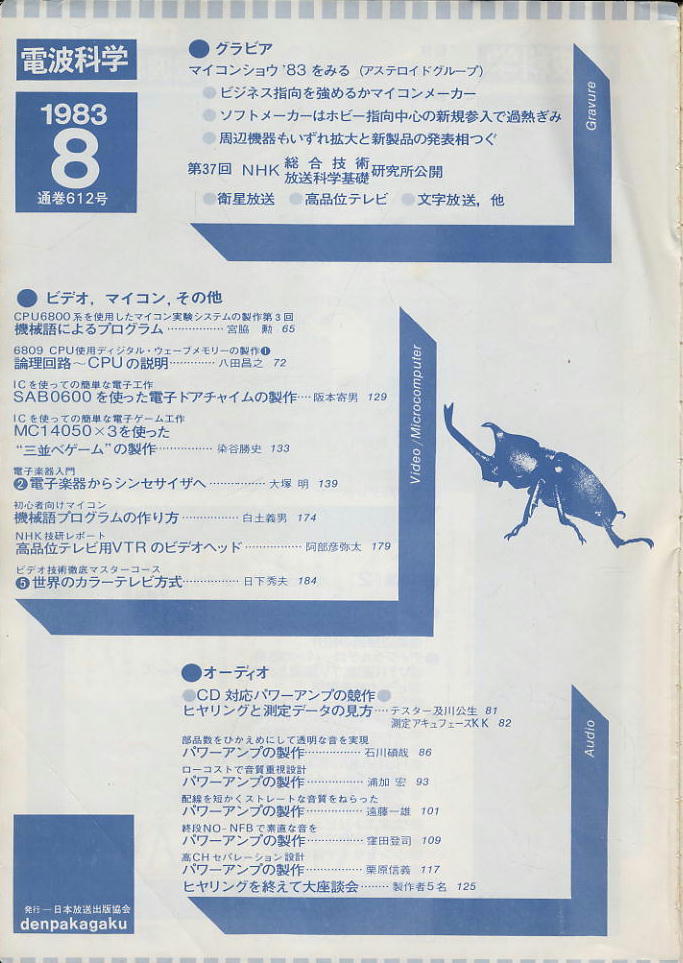 電波科学
1983
8
通巻612号
●グラビア
マイコンショウ'83をみる（アステロイドグループ）
●ビジネス指向を強めるかマイコンメーカー
●ソフトメーカーはホビー指向中心の新規参入で過熱ぎみ
●周辺機器もいずれ拡大と新製品の発表相つぐ
第37回 NHK 総合技術 放送科学基礎 研究所公開
●衛星放送 ●高品位テレビ ●文字放送，他
Gravure
●ビデオ，マイコン，その他
CPU6800系を使用したマイコン実験システムの製作第3回
機械語によるプログラム……………宮脇 勲 65
6809 CPU使用ディジタル・ウェーブメモリーの製作❶
論理回路～CPUの説明…………八田昌之 72
ICを使っての簡単な電子工作
SAB0600を使った電子ドアチャイムの製作…阪本寄男 129
ICを使っての簡単な電子ゲーム工作
MC14050×3を使った
“三並べゲーム”の製作……………染谷勝史 133
電子楽器入門
❷電子楽器からシンセサイザへ…………大塚 明 139
初心者向けマイコン
機械語プログラムの作り方……………白土義男 174
NHK技研レポート
高品位テレビ用VTRのビデオヘッド……………阿部彦弥太 179
ビデオ技術徹底マスターコース
❺世界のカラーテレビ方式……………日下秀夫 184
Video/Microcomputer
●オーディオ
●CD対応パワーアンプの競作●
ヒヤリングと測定データの見方…テスター及川公生 81
測定アキュフェーズKK 82
部品数をひかえめにして透明な音を実現
パワーアンプの製作……………石川碩哉 86
ローコストで音質重視設計
パワーアンプの製作……………浦加 宏 93
配線を短かくストレートな音質をねらった
パワーアンプの製作……………遠藤一雄 101
終段NO-NFBで素直な音を
パワーアンプの製作……………窪田登司 109
高CHセパレーション設計
パワーアンプの製作……………栗原信義 117
ヒヤリングを終えて大座談会………製作者5名 125
Audio
発行―日本放送出版協会
denpakagaku